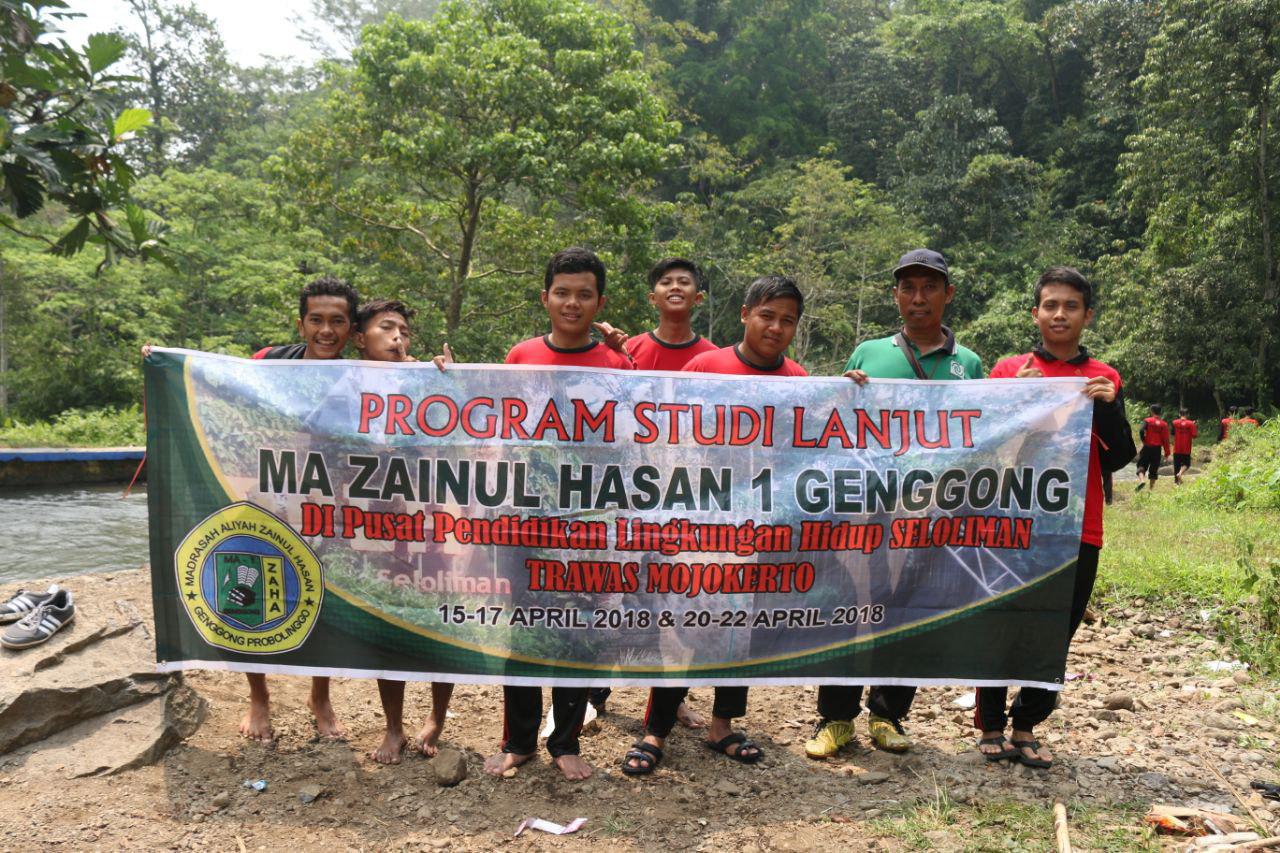 PROGRAM STUDI LANJUT
MA ZAINUL HASAN 1 GENGGONG
DI Pusat Pendidikan Lingkungan Hidup SELOLIMAN
TRAWAS MOJOKERTO
Seloliman
15-17 APRIL 2018 & 20-22 APRIL 2018
MADRASAH ALIYAH ZAINUL HASAN
ZAHA
GENGGONG PROBOLINGGO